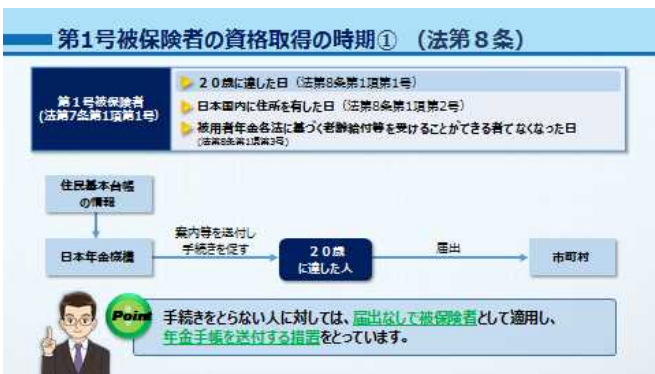 第1号被保険者の資格取得の時期① (法第8条)
第1号被保険者
(法第7条第1項第1号)
20歳に達した日（法第8条第1項第1号）
日本国内に住所を有した日（法第8条第1項第2号）
被用者年金各法に基づく老齢給付等を受けることができる者でなくなった日
(法第8条第1項第3号)
住民基本台帳
の情報
日本年金機構
案内等を送付し
手続きを促す
20歳
に達した人
届出
市町村
Point
手続きをとらない人に対しては、届出なしで被保険者として適用し、
年金手帳を送付する措置をとっています。